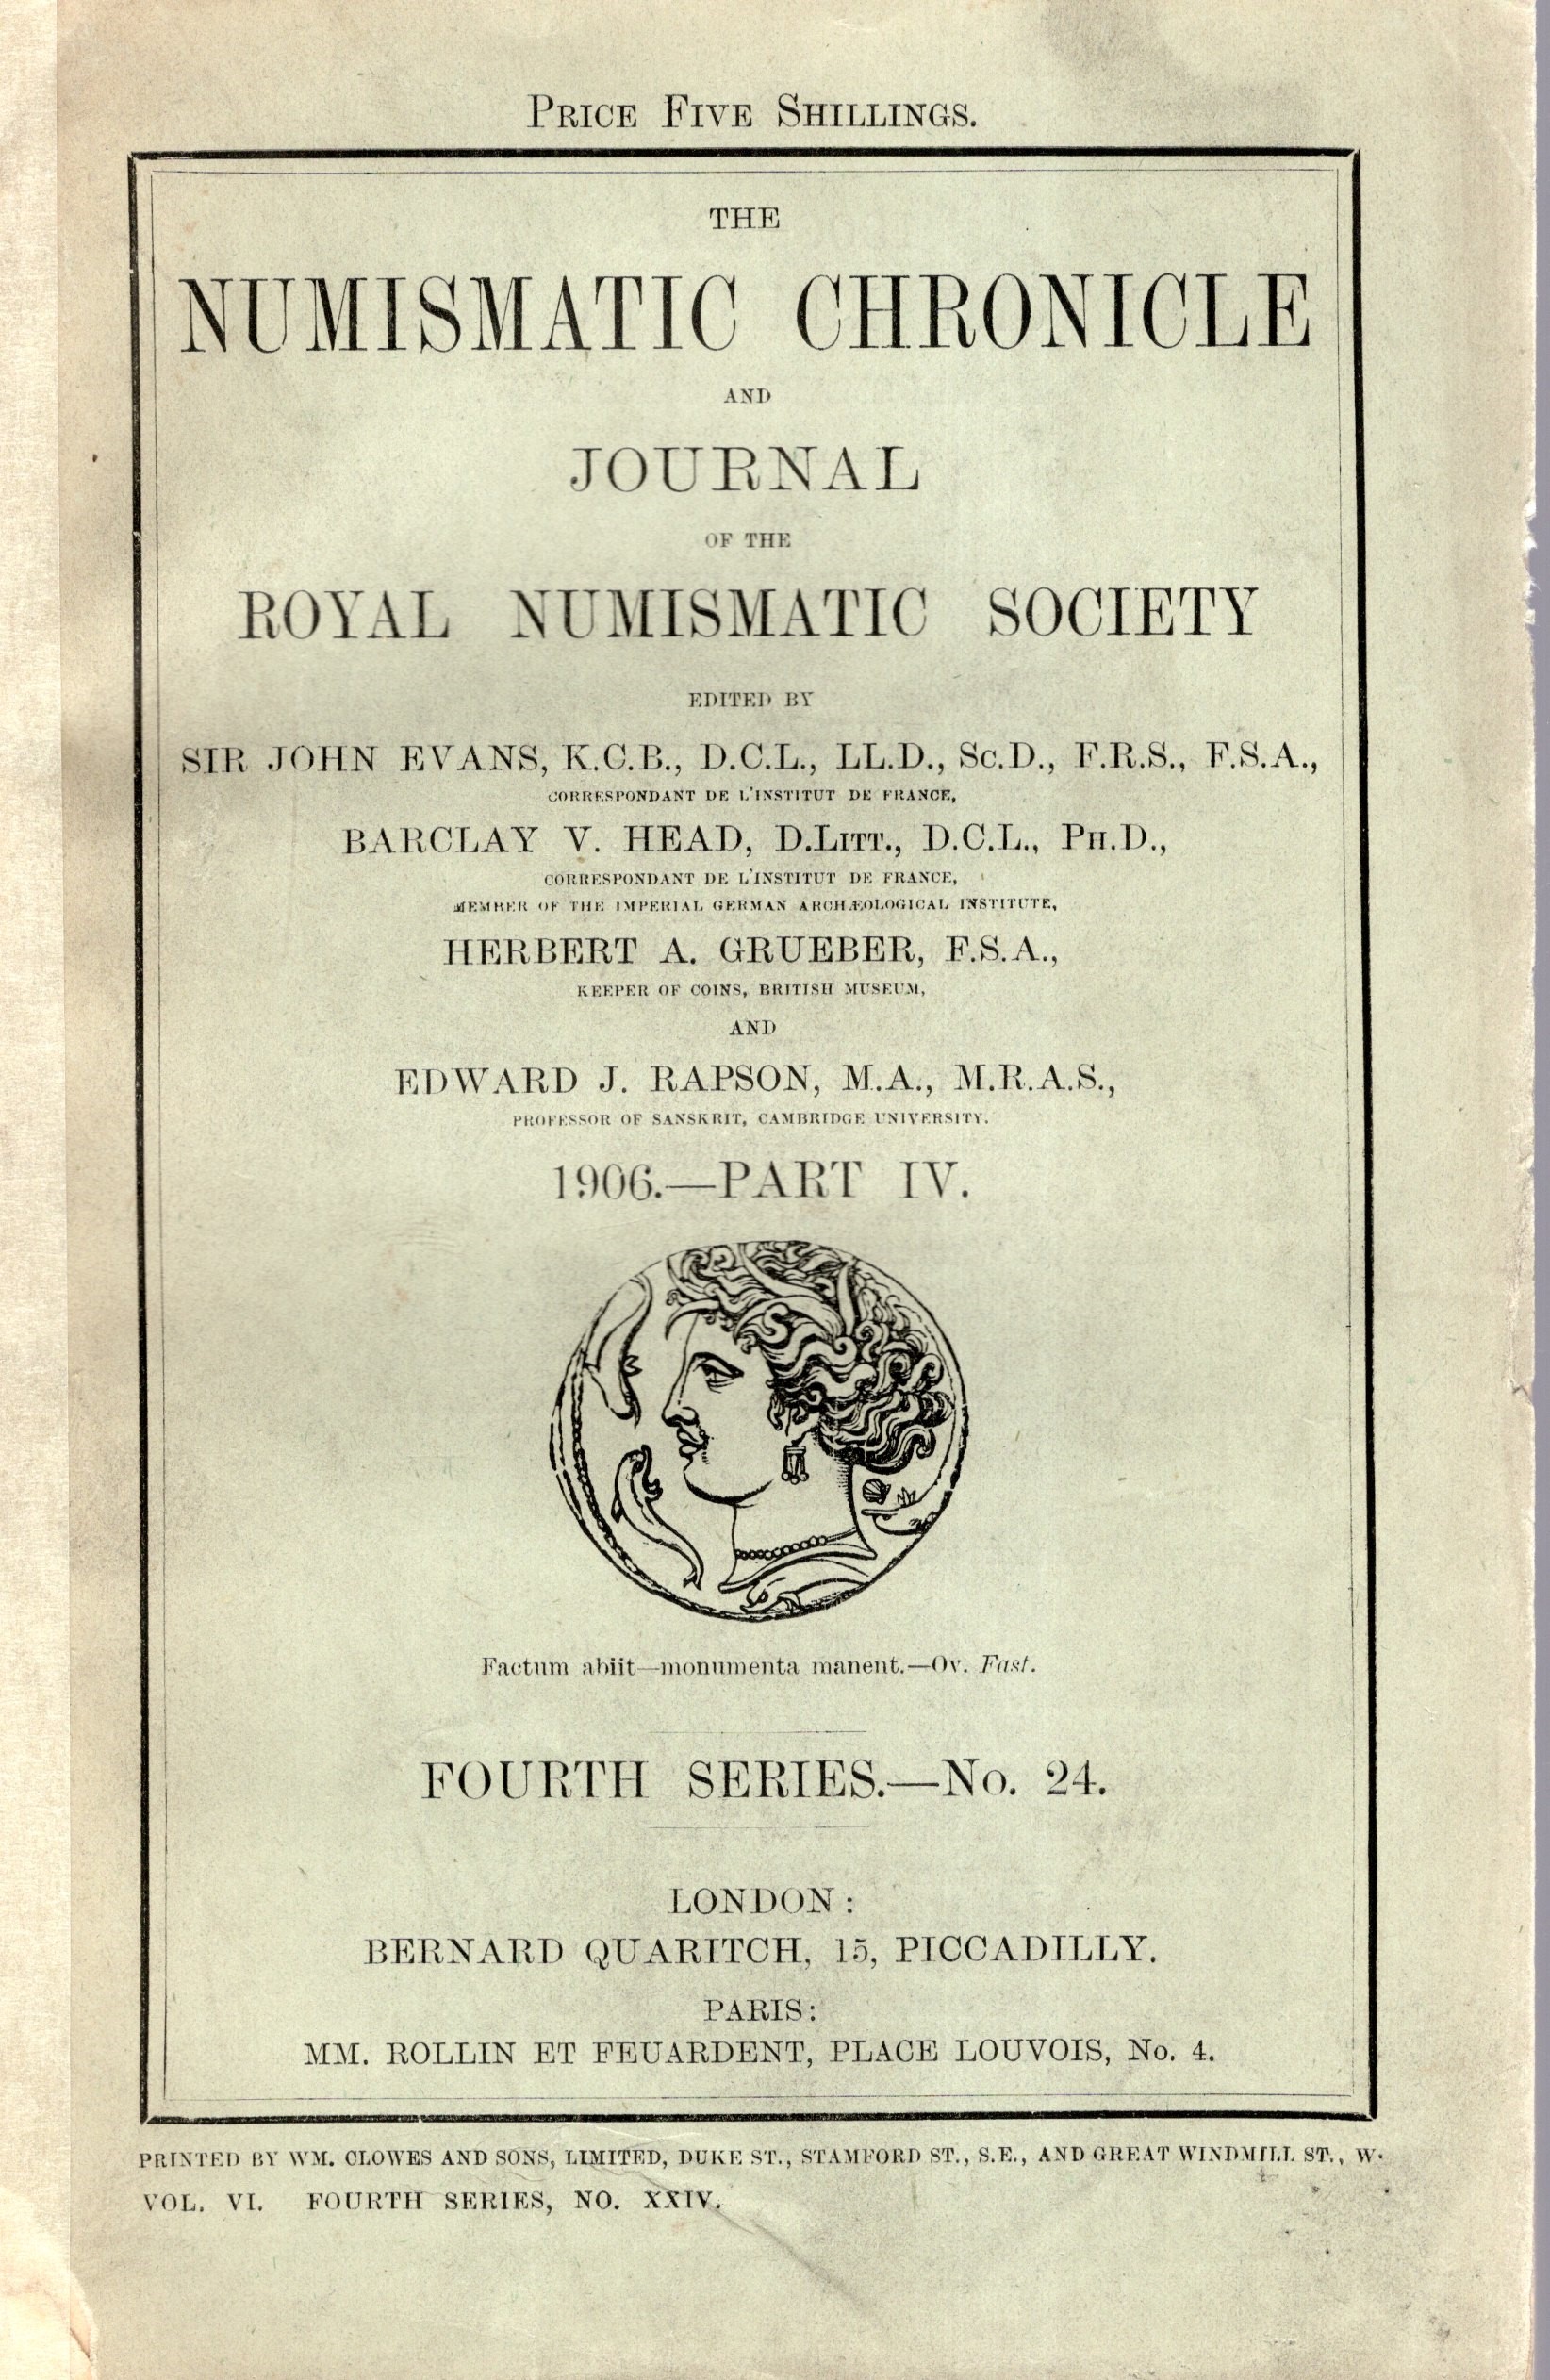 PRICE FIVE SHILLINGS.
THE
NUMISMATIC CHRONICLE
AND
JOURNAL
OF THE
ROYAL NUMISMATIC SOCIETY
EDITED BY
SIR JOHN EVANS, K.C.B., D.C.L., LL.D., Sc.D., F.R.S., F.S.A.,
CORRESPONDANT DE L'INSTITUT DE FRANCE,
BARCLAY V. HEAD, D.LITT., D.C.L., PH.D.,
CORRESPONDANT DE L'INSTITUT DE FRANCE,
MEMBER OF THE IMPERIAL GERMAN ARCHÆOLOGICAL INSTITUTE,
HERBERT A. GRUEBER, F.S.A.,
KEEPER OF COINS, BRITISH MUSEUM,
AND
EDWARD J. RAPSON, M.A., M.R.A.S.,
PROFESSOR OF SANSKRIT, CAMBRIDGE UNIVERSITY.
1906.—PART IV.
Factum abiit—monumenta manent.—Ov. Fast.
FOURTH SERIES.—No. 24.
LONDON:
BERNARD QUARITCH, 15, PICCADILLY.
PARIS:
MM. ROLLIN ET FEUARDENT, PLACE LOUVOIS, No. 4.
PRINTED BY WM. CLOWES AND SONS, LIMITED, DUKE ST., STAMFORD ST., S.E., AND GREAT WINDMILL ST., W.
VOL. VI. FOURTH SERIES, NO. XXIV.